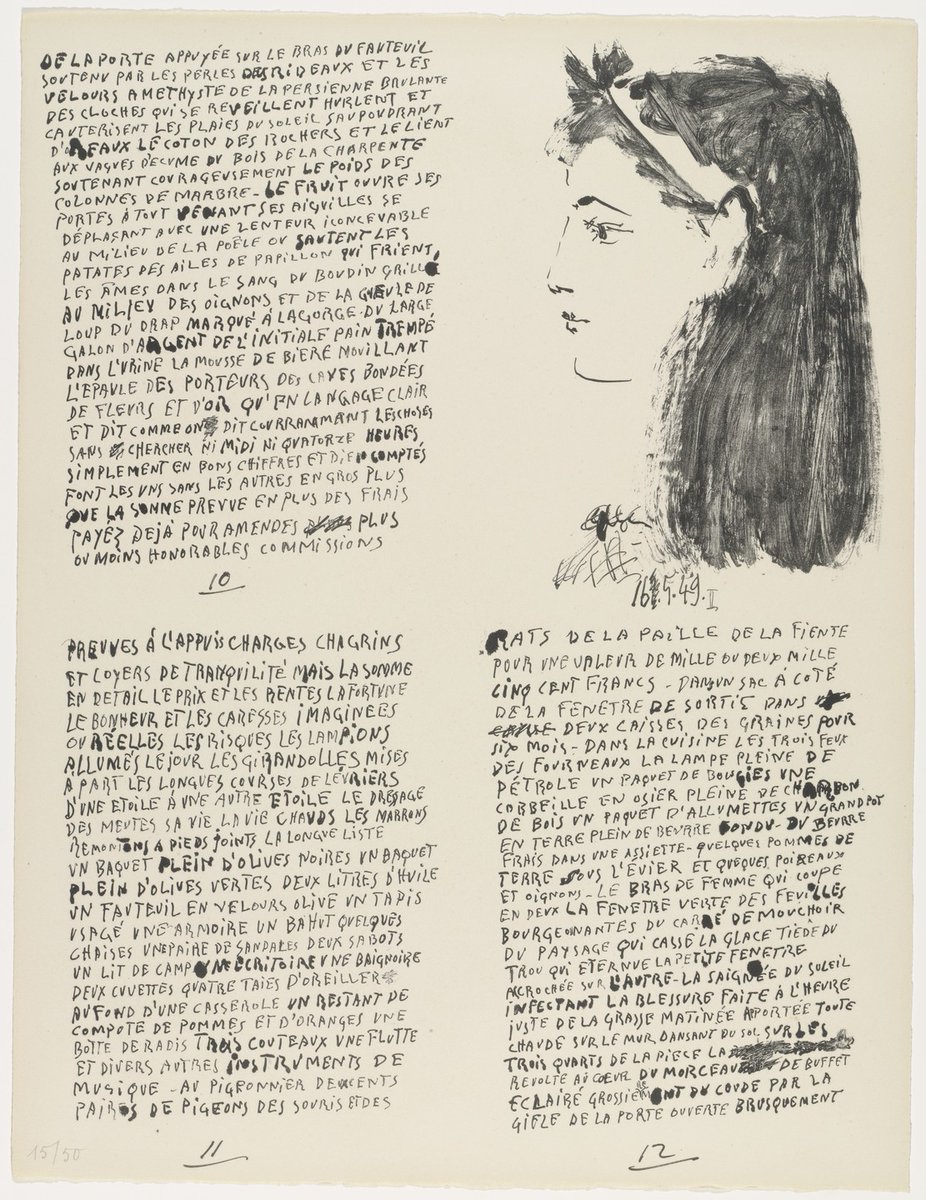 DE LA PORTE APPUYÉE SUR LE BRAS DU FAUTEUIL
SOUTENU PAR LES PERLES DES RIDEAUX ET LES
VELOURS AMETHYSTE DE LA PERSIENNE BRULANTE
DES CLOCHES QUI SE REVEILLENT HURLENT ET
CAUTERISENT LES PLAIES DU SOLEIL SAUPOUDRANT
D'OREAUX LE COTON DES ROCHERS ET LE LIENT
AUX VAGUES D'ECUME DU BOIS DE LA CHARPENTE
SOUTENANT COURAGEUSEMENT LE POIDS DES
COLONNES DE MARBRE - LE FRUIT OUVRE SES
PORTES À TOUT VENANT SES AIGUILLES SE
DÉPLAÇANT AVEC UNE LENTEUR ICONCEVABLE
AU MILIEU DE LA POÊLE OU SAUTENT LES
PATATES DES AILES DE PAPILLON QUI FRIENT,
LES ÂMES DANS LE SANG DU BOUDIN GRILLÉ
AU MILIEU DES OIGNONS ET DE LA GUEULE DE
LOUP DU DRAP MARQUÉ À LA GORGE DU LARGE
GALON D'ARGENT DE L'INITIALE PAIN TREMPÉ
DANS L'URINE LA MOUSSE DE BIERE MOUILLANT
L'EPAULE DES PORTEURS DES CAVES BONDÉES
DE FLEURS ET D'OR QU'EN LANGAGE CLAIR
ET DIT COMME ON DIT COURRANMANT LES CHOSES
SANS CHERCHER NI MIDI NI QUATORZE HEURES
SIMPLEMENT EN BONS CHIFFRES ET DIEN COMPTÉS
FONT LES UNS SANS LES AUTRES EN GROS PLUS
QUE LA SOMME PREVUE EN PLUS DES FRAIS
PAYÉZ DEJÀ POUR AMENDES PLUS
OU MOINS HONORABLES COMMISSIONS
10
16.5.49. II
PREUVES À L'APPUIS CHARGES CHAGRINS
ET LOYERS DE TRANQUILITÉ MAIS LA SOMME
EN DETAIL LE PRIX ET LES RENTES LA FORTUNE
LE BONHEUR ET LES CARESSES IMAGINEES
OU RÉELLES LES RISQUES LES LAMPIONS
ALLUMÉS LE JOUR LES GIRANDOLLES MISES
A PART LES LONGUES COURSES DE LÉVRIERS
D'UNE ETOILE À UNE AUTRE ETOILE LE DRESAGE
DES MEUTES SA VIE LA VIE CHAUDS LES MARRONS
REMONTONS A PIEDS JOINTS LA LONGUE LISTE
UN BAQUET PLEIN D'OLIVES NOIRES UN BAQUET
PLEIN D'OLIVES VERTES DEUX LITRES D'HUILE
UN FAUTEUIL EN VELOURS OLIVE UN TAPIS
USAGÉ UNE ARMOIRE UN BAHUT QUELQUES
CHAISES UNE PAIRE DE SANDALES DEUX SABOTS
UN LIT DE CAMP UNE ÉCRITOIRE UNE BAIGNOIRE
DEUX CUVETTES QUATRE TAIES D'OREILLER
AU FOND D'UNE CASSEROLE UN RESTANT DE
COMPOTE DE POMMES ET D'ORANGES UNE
BOTTE DE RADIS TROIS COUTEAUX UNE FLUTTE
ET DIVERS AUTRES INSTRUMENTS DE
MUSIQUE - AU PIGEONNIER DEUX CENTS
PAIRES DE PIGEONS DES SOURIS ET DES
11
RATS DE LA PAILLE DE LA FIENTE
POUR UNE VALEUR DE MILLE OU DEUX MILLE
CINQ CENT FRANCS - DANS UN SAC À COTÉ
DE LA FENETRE DE SORTIS DANS
DEUX CAISSES DES GRAINES POUR
SIX MOIS - DANS LA CUISINE LES TROIS FEUX
DES FOURNEAUX LA LAMPE PLEINE DE
PÉTROLE UN PAQUET DE BOUGIES UNE
CORBEILLE EN OSIER PLEINE DE CHARBON
DE BOIS UN PAQUET D'ALLUMETTES UN GRAND POT
EN TERRE PLEIN DE BEURRE FONDU - DU BEURRE
FRAIS DANS UNE ASSIETTE - QUELQUES POMMES DE
TERRE SOUS L'EVIER ET QUEQUES POIREAUX
ET OIGNONS - LE BRAS DE FEMME QUI COUPE
EN DEUX LA FENETRE VERTE DES FEUILLES
BOURGEONNANTES DU CARRÉ DE MOUCHOIR
DU PAYSAGE QUI CASSE LA GLACE TIÈDE DU
TROU QUI ETERNUE LA PETITE FENETRE
ACCROCHÉE SUR L'AUTRE - LA SAIGNÉE DU SOLEIL
INFECTANT LA BLESSURE FAITE À L'HEURE
JUSTE DE LA GRASSE MATINÉE APPORTÉE TOUTE
CHAUDE SUR LE MUR DANSANT DU SOL SUR LES
TROIS QUARTS DE LA PIECE LA
REVOLTE AU COEUR DU MORCEAU DE BUFFET
ECLAIRÉ GROSSIEREMENT DU COUDE PAR LA
GIFLE DE LA PORTE OUVERTE BRUSQUEMENT
12
15/50